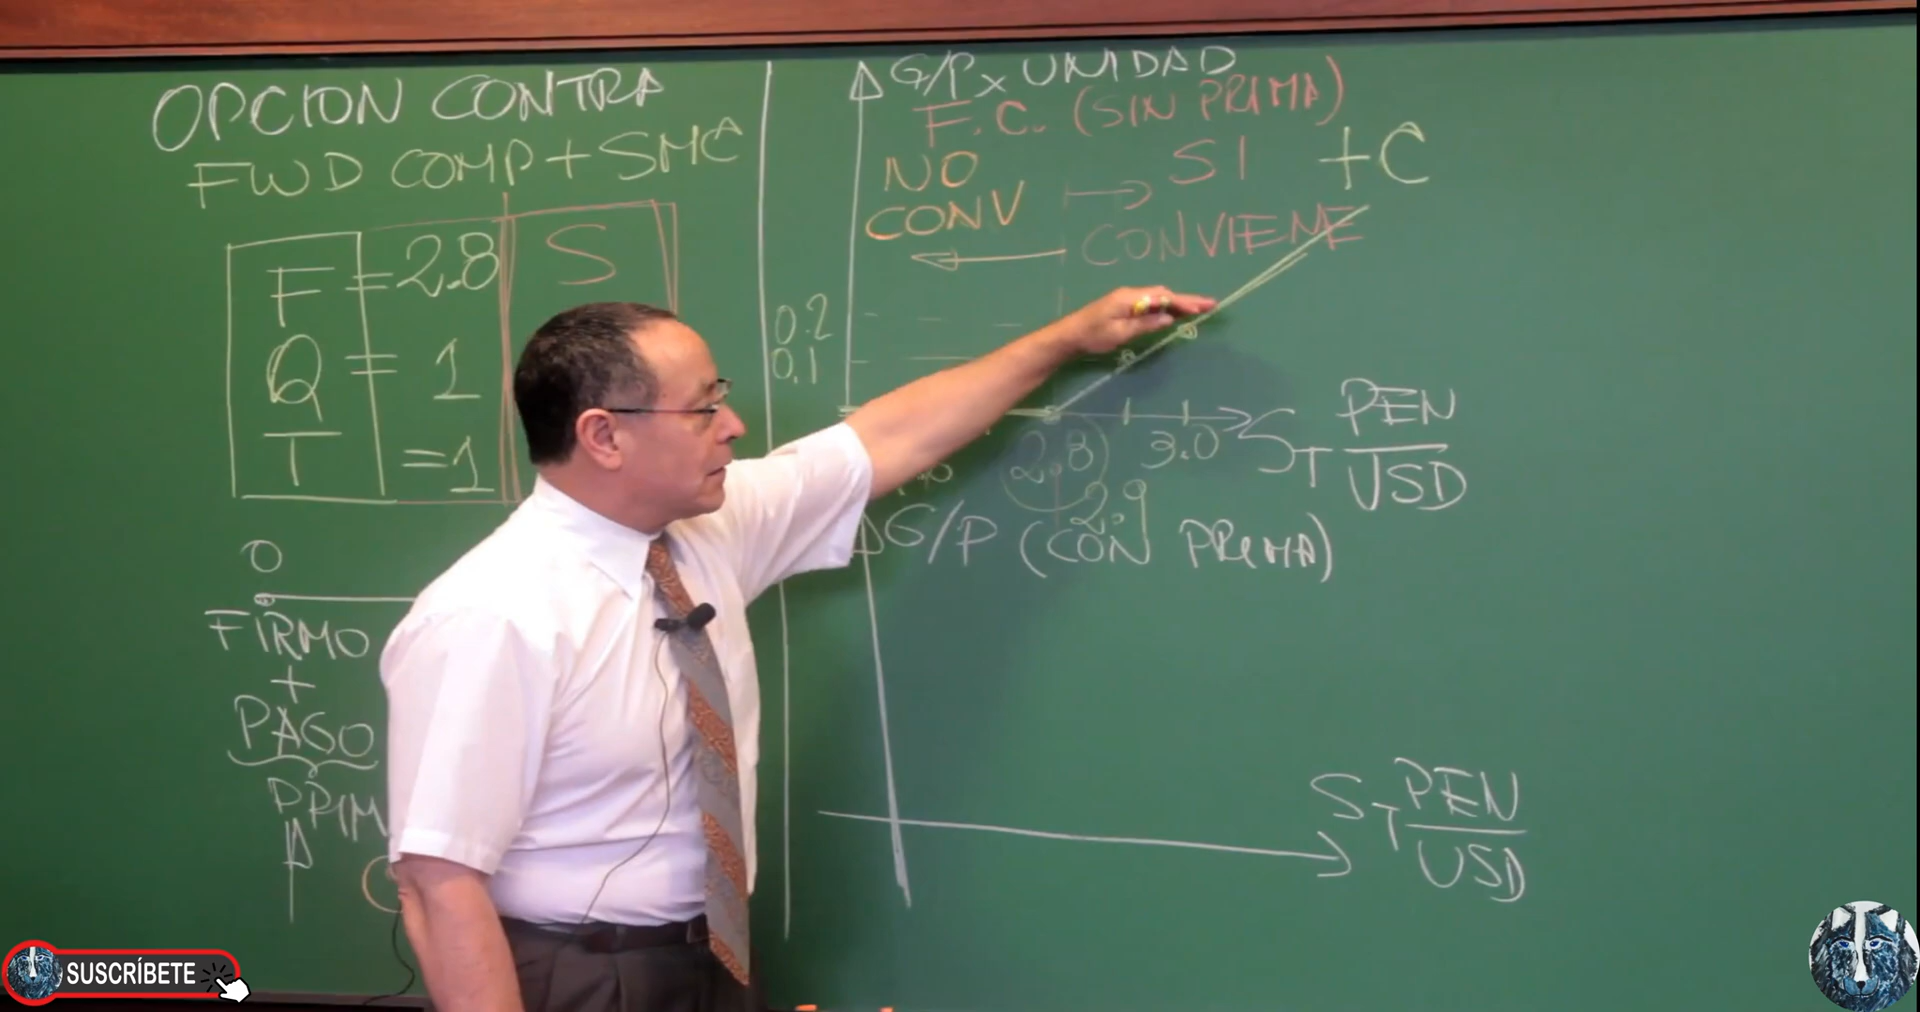 OPCION CONTRA
FWD COMP + SMC
F = 2.8 S
Q = 1
T = 1
0
FIRMO
+
PAGO
PRIM
C
G/P x UNIDAD
F.C. (SIN PRIMA)
NO
CONV
SI
CONVIENE
+C
0.2
0.1
2.8
2.9
3.0
ST PEN
USD
G/P (CON PRIMA)
ST PEN
USD
SUSCRÍBETE